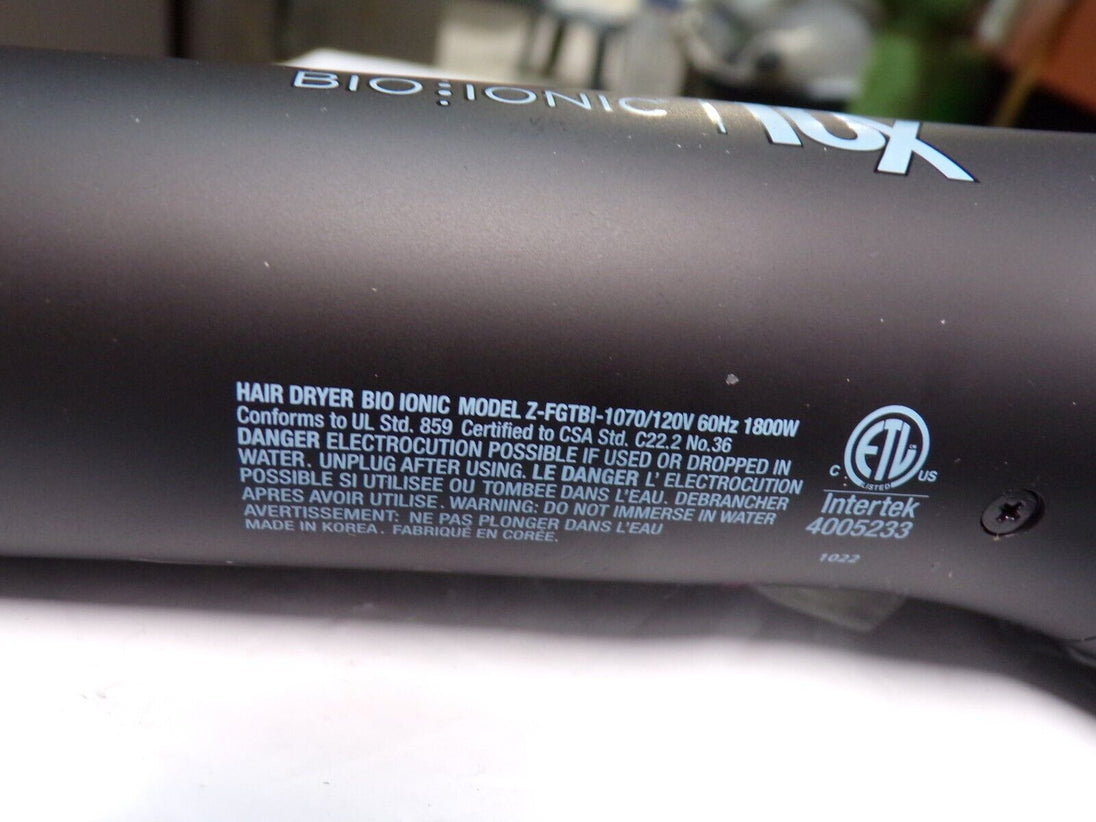 BIO IONIC | 10X
HAIR DRYER BIO IONIC MODEL Z-FGTBI-1070/120V 60Hz 1800W
Conforms to UL Std. 859 Certified to CSA Std. C22.2 No.36
DANGER ELECTROCUTION POSSIBLE IF USED OR DROPPED IN
WATER. UNPLUG AFTER USING. LE DANGER L' ELECTROCUTION
POSSIBLE SI UTILISEE OU TOMBEE DANS L'EAU. DEBRANCHER
APRES AVOIR UTILISE. WARNING: DO NOT IMMERSE IN WATER
AVERTISSEMENT: NE PAS PLONGER DANS L'EAU
MADE IN KOREA. FABRIQUÉ EN CORÉE.
ETL
C LISTED US
Intertek
4005233
1022